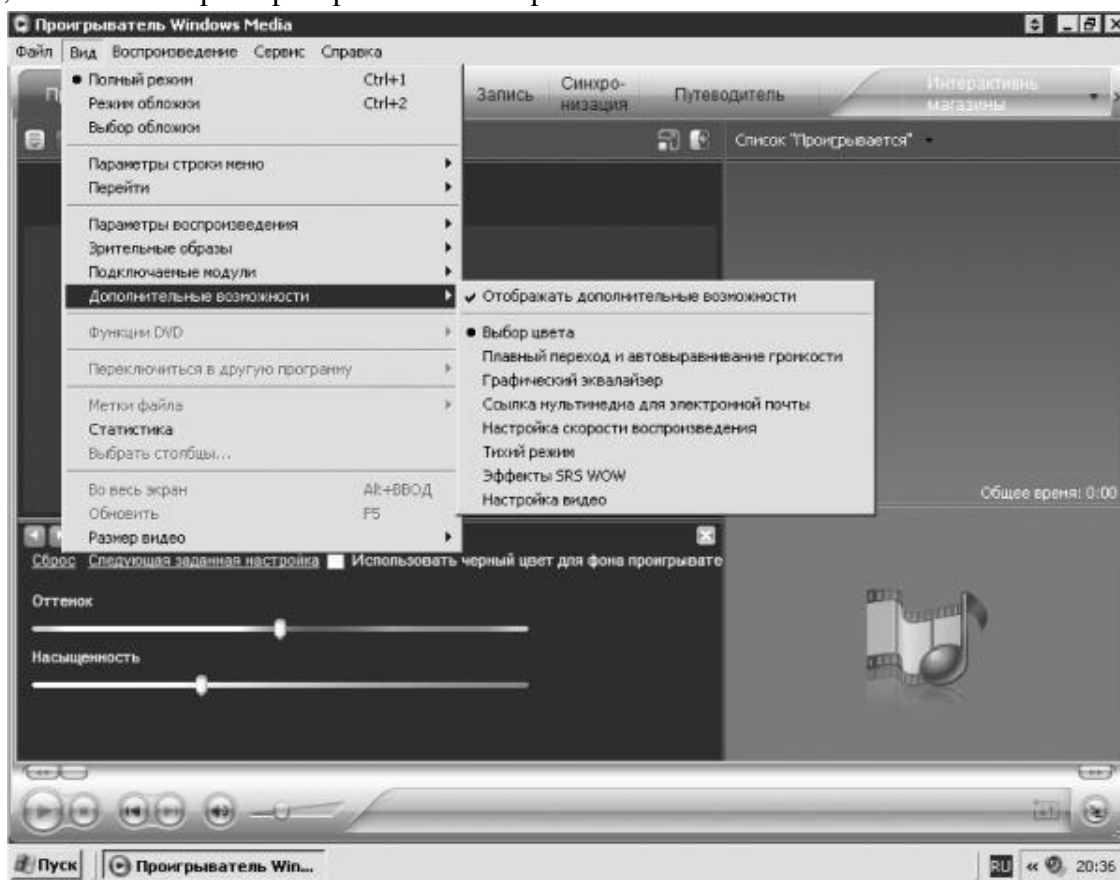 Проигрыватель Windows Media
Файл Вид Воспроизведение Сервис Справка
Полный режим Ctrl+1
Режим обложки Ctrl+2
Выбор обложки
Параметры строки меню
Перейти
Параметры воспроизведения
Зрительные образы
Подключаемые модули
Дополнительные возможности
Функции DVD
Переключиться в другую программу
Метки файла
Статистика
Выбрать столбцы...
Во весь экран Alt+ВВОД
Обновить F5
Размер видео
Запись
Синхро-
низация
Путеводитель
Интерактивнь
магазины
Список "Проигрывается"
Отображать дополнительные возможности
Выбор цвета
Плавный переход и автовыравнивание громкости
Графический эквалайзер
Ссылка мультимедиа для электронной почты
Настройка скорости воспроизведения
Тихий режим
Эффекты SRS WOW
Настройка видео
Общее время: 0:00
Сброс Следующая заданная настройка Использовать черный цвет для фона проигрывате
Оттенок
Насыщенность
Пуск Проигрыватель Win... RU « 20:36